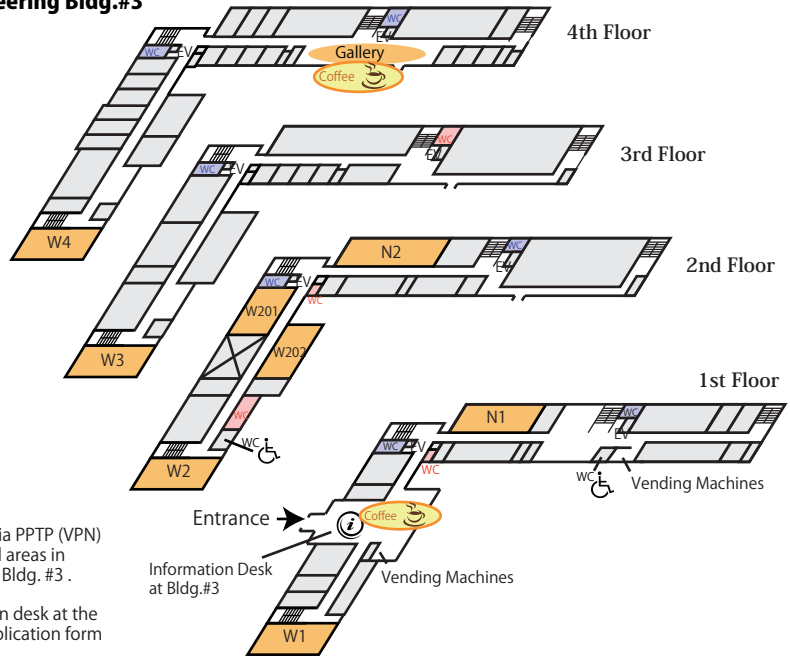 eering Bldg.#3
4th Floor
WC
EV
WC
EV
Gallery
Coffee
W4
3rd Floor
WC
EV
WC
EV
W3
2nd Floor
N2
WC
EV
WC
EV
WC
W201
W202
WC
WC
W2
1st Floor
N1
WC
EV
WC
EV
WC
WC
Vending Machines
Entrance
i
Coffee
Information Desk
at Bldg.#3
Vending Machines
W1
ia PPTP (VPN)
l areas in
Bldg. #3 .
n desk at the
plication form